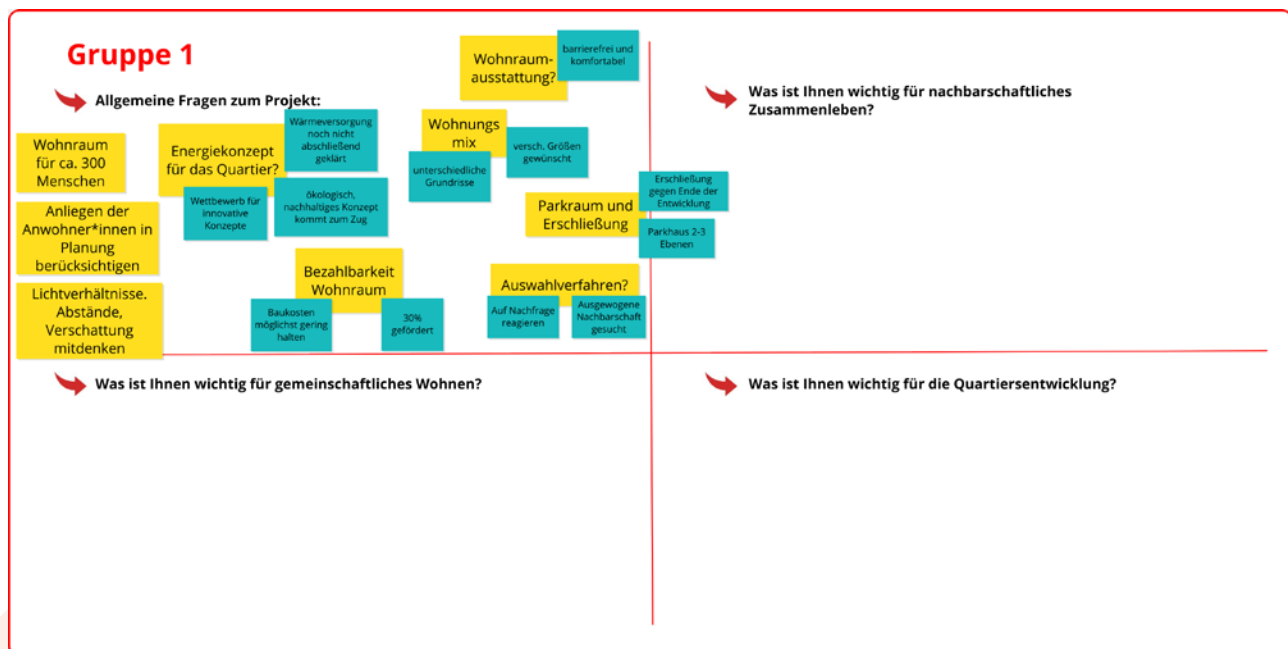 Gruppe 1
Allgemeine Fragen zum Projekt:
Wohnraum-
ausstattung?
barrierefrei und
komfortabel
Wohnraum
für ca. 300
Menschen
Energiekonzept
für das Quartier?
Wärmeversorgung
noch nicht
abschließend
geklärt
Wettbewerb für
innovative
Konzepte
ökologisch,
nachhaltiges Konzept
kommt zum Zug
Wohnungs
mix
versch. Größen
gewünscht
unterschiedliche
Grundrisse
Anliegen der
Anwohner*innen in
Planung
berücksichtigen
Parkraum und
Erschließung
Erschließung
gegen Ende der
Entwicklung
Parkhaus 2-3
Ebenen
Lichtverhältnisse.
Abstände,
Verschattung
mitdenken
Bezahlbarkeit
Wohnraum
Baukosten
möglichst gering
halten
30%
gefördert
Auswahlverfahren?
Auf Nachfrage
reagieren
Ausgewogene
Nachbarschaft
gesucht
Was ist Ihnen wichtig für nachbarschaftliches
Zusammenleben?
Was ist Ihnen wichtig für gemeinschaftliches Wohnen?
Was ist Ihnen wichtig für die Quartiersentwicklung?